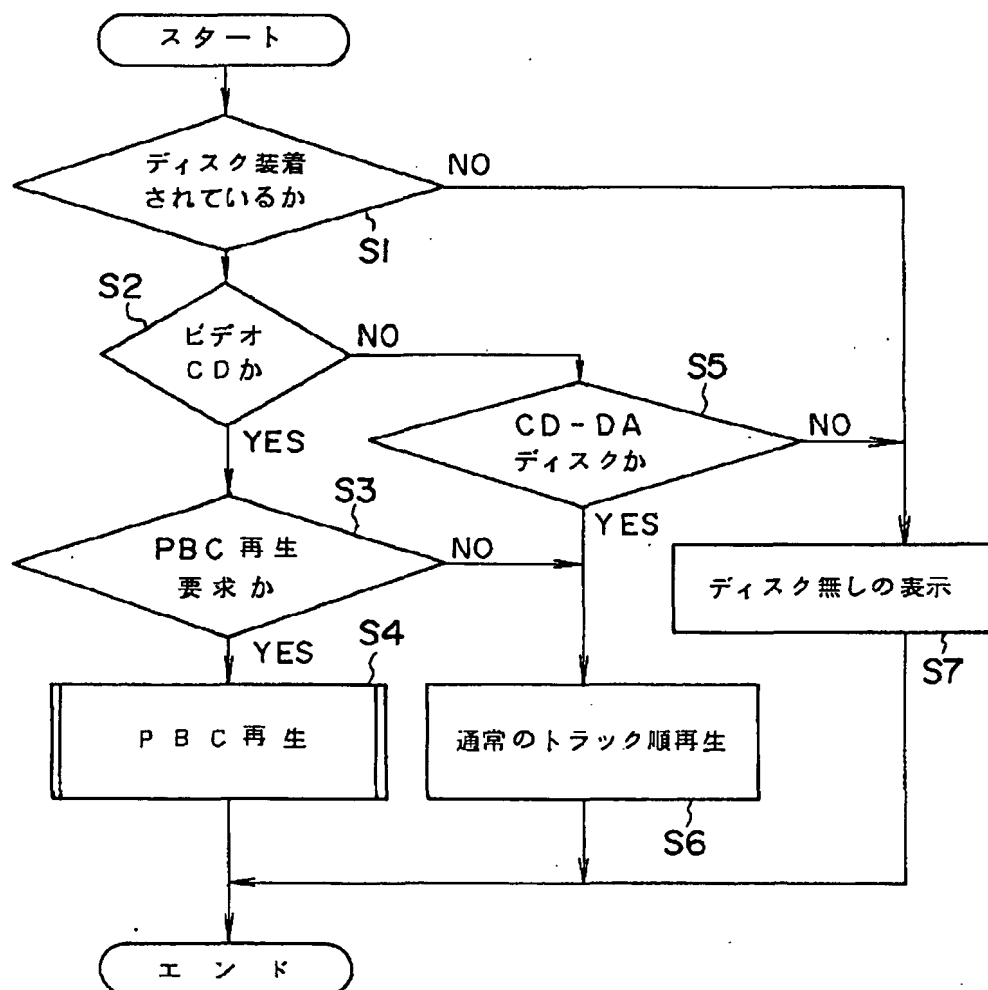 スタート
ディスク装着
されているか
NO
S1
S2
ビデオ
CDか
NO
YES
S5
CD-DA
ディスクか
NO
YES
S3
PBC再生
要求か
NO
YES
S4
PBC再生
通常のトラック順再生
S6
ディスク無しの表示
S7
エンド